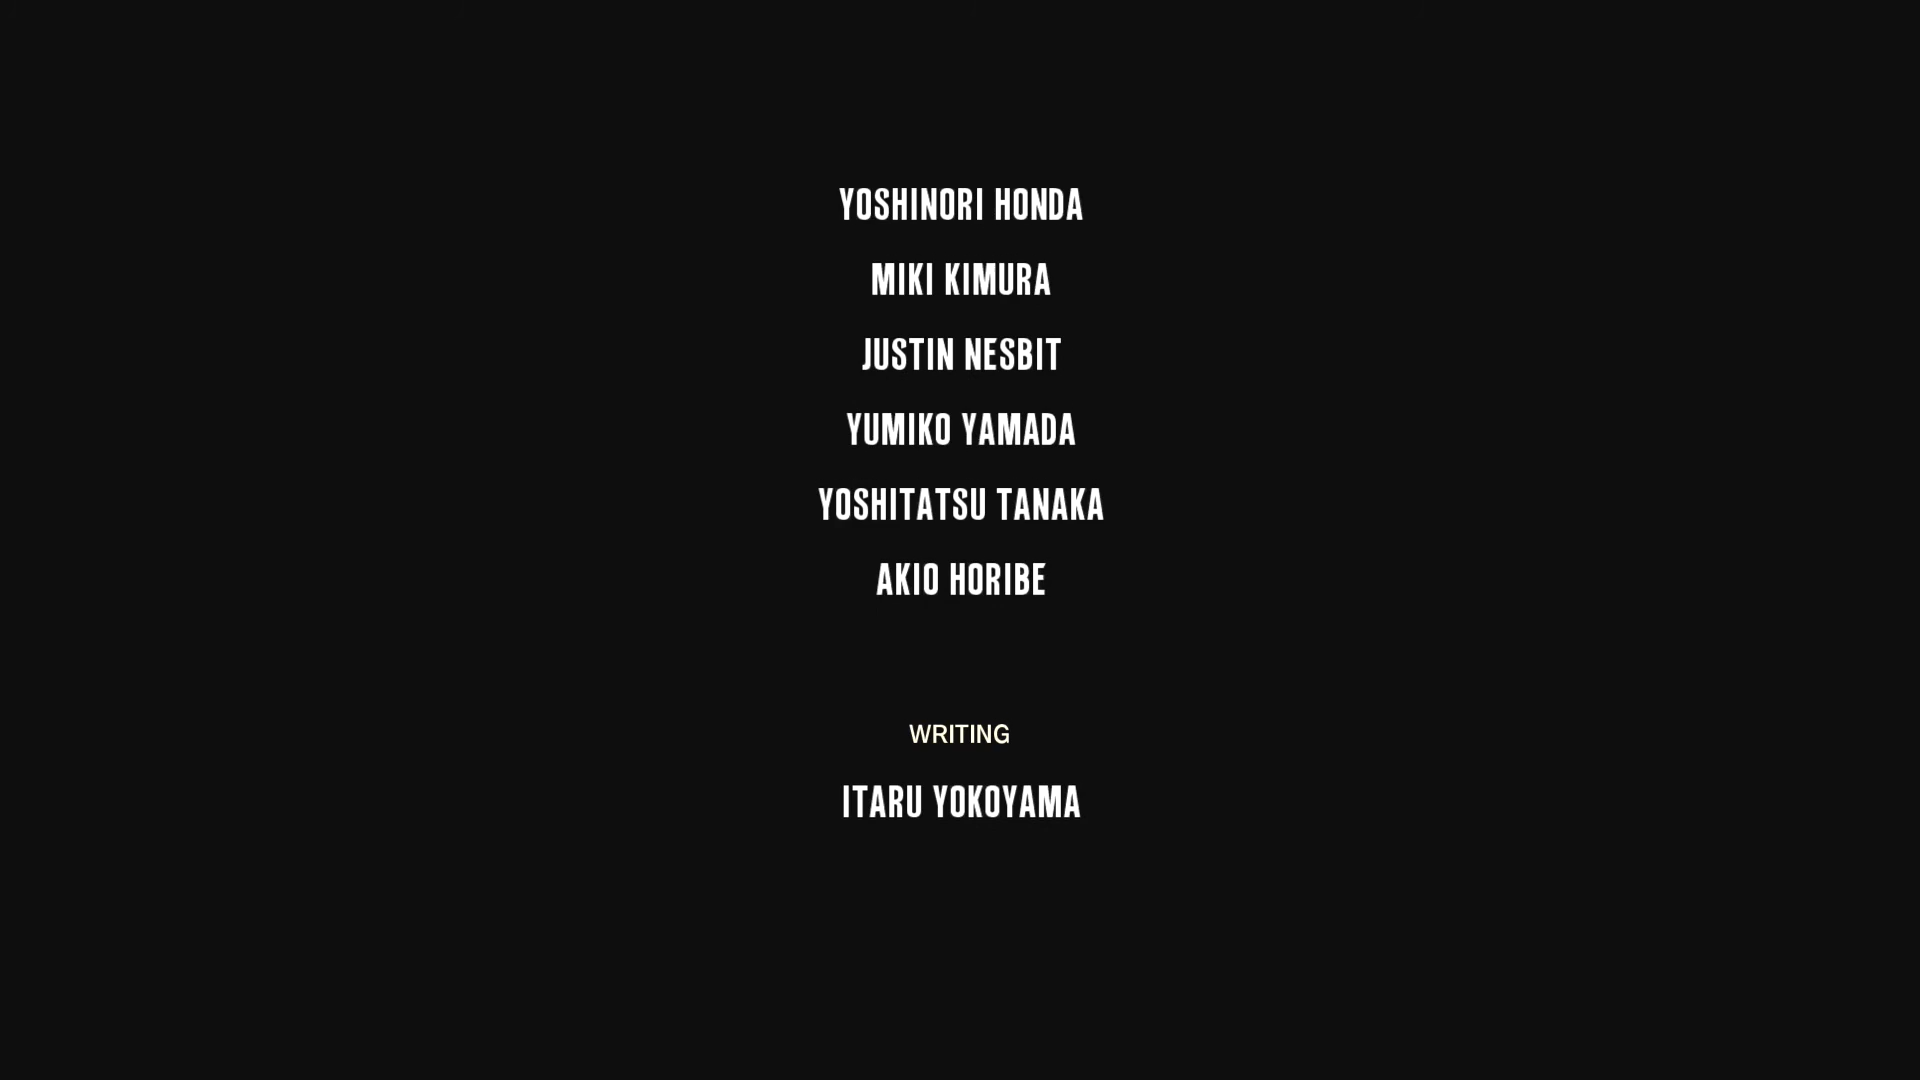 YOSHINORI HONDA
MIKI KIMURA
JUSTIN NESBIT
YUMIKO YAMADA
YOSHITATSU TANAKA
AKIO HORIBE
WRITING
ITARU YOKOYAMA